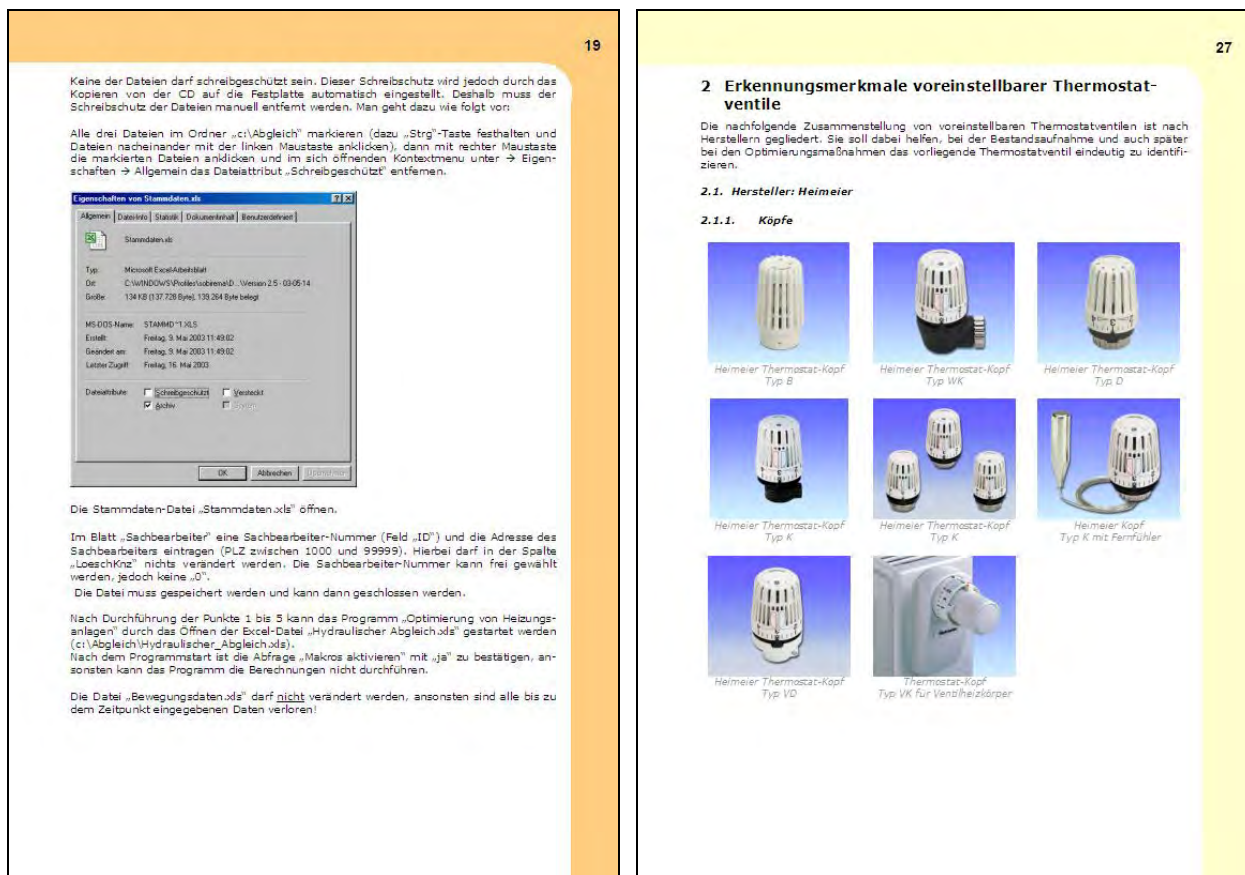 19
Keine der Dateien darf schreibgeschützt sein. Dieser Schreibschutz wird jedoch durch das
Kopieren von der CD auf die Festplatte automatisch eingestellt. Deshalb muss der
Schreibschutz der Dateien manuell entfernt werden. Man geht dazu wie folgt vor:
Alle drei Dateien im Ordner „c:\Abgleich" markieren (dazu „Strg"-Taste festhalten und
Dateien nacheinander mit der linken Maustaste anklicken), dann mit rechter Maustaste
die markierten Dateien anklicken und im sich öffnenden Kontextmenu unter → Eigen-
schaften → Allgemein das Dateiattribut „Schreibgeschützt" entfernen.
Eigenschaften von Stammdaten.xls
Allgemein Datei-Info Statistik Dokumentinhalt Benutzerdefiniert
Stammdaten.xls
Typ: Microsoft Excel-Arbeitsblatt
Ort: C:\WINDOWS\Profiles\sobirema\D...\Version 2.5 - 03-05-14
Größe: 134 KB (137.728 Byte), 139.264 Byte belegt
MS-DOS-Name: STAMMD~1.XLS
Erstellt: Freitag, 9. Mai 2003 11:49:02
Geändert am: Freitag, 9. Mai 2003 11:49:02
Letzter Zugriff: Freitag, 16. Mai 2003
Dateiattribute: Schreibgeschützt Versteckt
Archiv System
OK Abbrechen Übernehmen
Die Stammdaten-Datei „Stammdaten.xls" öffnen.
Im Blatt „Sachbearbeiter" eine Sachbearbeiter-Nummer (Feld „ID") und die Adresse des
Sachbearbeiters eintragen (PLZ zwischen 1000 und 99999). Hierbei darf in der Spalte
„LoeschKnz" nichts verändert werden. Die Sachbearbeiter-Nummer kann frei gewählt
werden, jedoch keine „0".
Die Datei muss gespeichert werden und kann dann geschlossen werden.
Nach Durchführung der Punkte 1 bis 5 kann das Programm „Optimierung von Heizungs-
anlagen" durch das Öffnen der Excel-Datei „Hydraulischer Abgleich.xls" gestartet werden
(c:\Abgleich\Hydraulischer_Abgleich.xls).
Nach dem Programmstart ist die Abfrage „Makros aktivieren" mit „ja" zu bestätigen, an-
sonsten kann das Programm die Berechnungen nicht durchführen.
Die Datei „Bewegungsdaten.xls" darf nicht verändert werden, ansonsten sind alle bis zu
dem Zeitpunkt eingegebenen Daten verloren!
27
2 Erkennungsmerkmale voreinstellbarer Thermostat-
ventile
Die nachfolgende Zusammenstellung von voreinstellbaren Thermostatventilen ist nach
Herstellern gegliedert. Sie soll dabei helfen, bei der Bestandsaufnahme und auch später
bei den Optimierungsmaßnahmen das vorliegende Thermostatventil eindeutig zu identifi-
zieren.
2.1. Hersteller: Heimeier
2.1.1. Köpfe
Heimeier Thermostat-Kopf
Typ B
Heimeier Thermostat-Kopf
Typ WK
Heimeier Thermostat-Kopf
Typ D
Heimeier Thermostat-Kopf
Typ K
Heimeier Thermostat-Kopf
Typ K
Heimeier Kopf
Typ K mit Fernfühler
Heimeier Thermostat-Kopf
Typ VD
Thermostat-Kopf
Typ VK für Ventilheizkörper